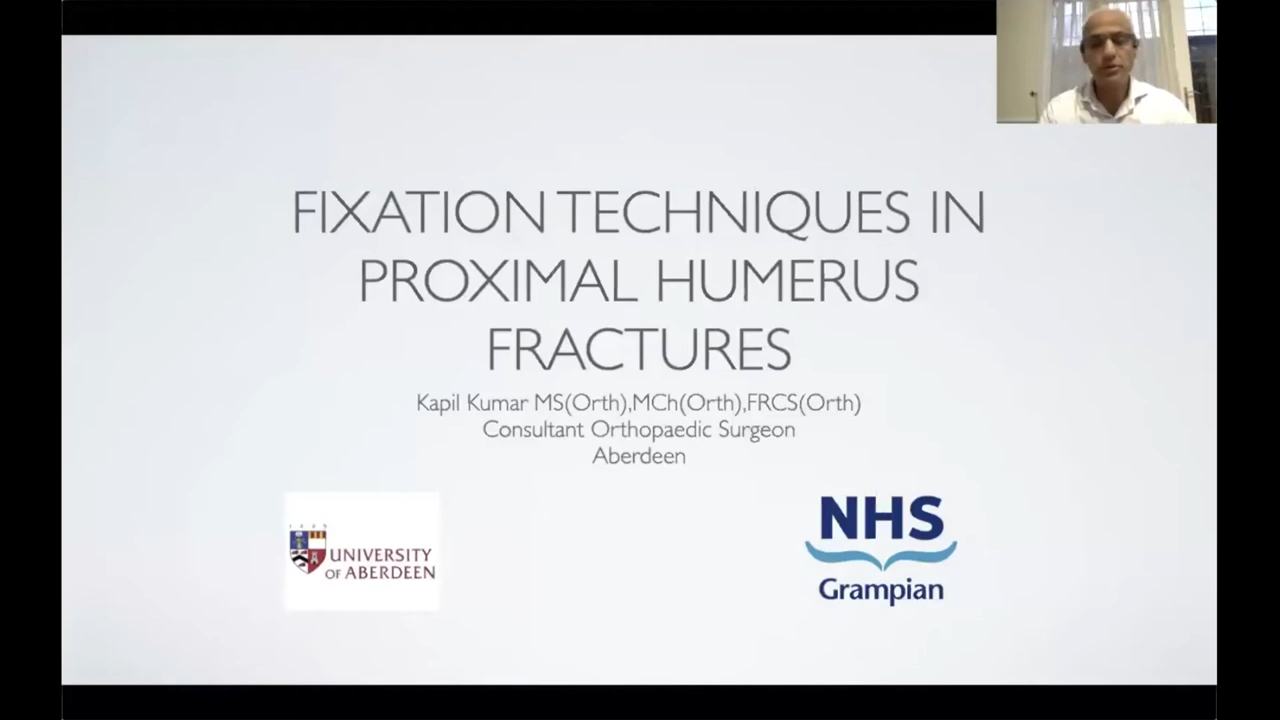 FIXATION TECHNIQUES IN
PROXIMAL HUMERUS
FRACTURES
Kapil Kumar MS(Orth),MCh(Orth),FRCS(Orth)
Consultant Orthopaedic Surgeon
Aberdeen
1495
UNIVERSITY
OF ABERDEEN
NHS
Grampian